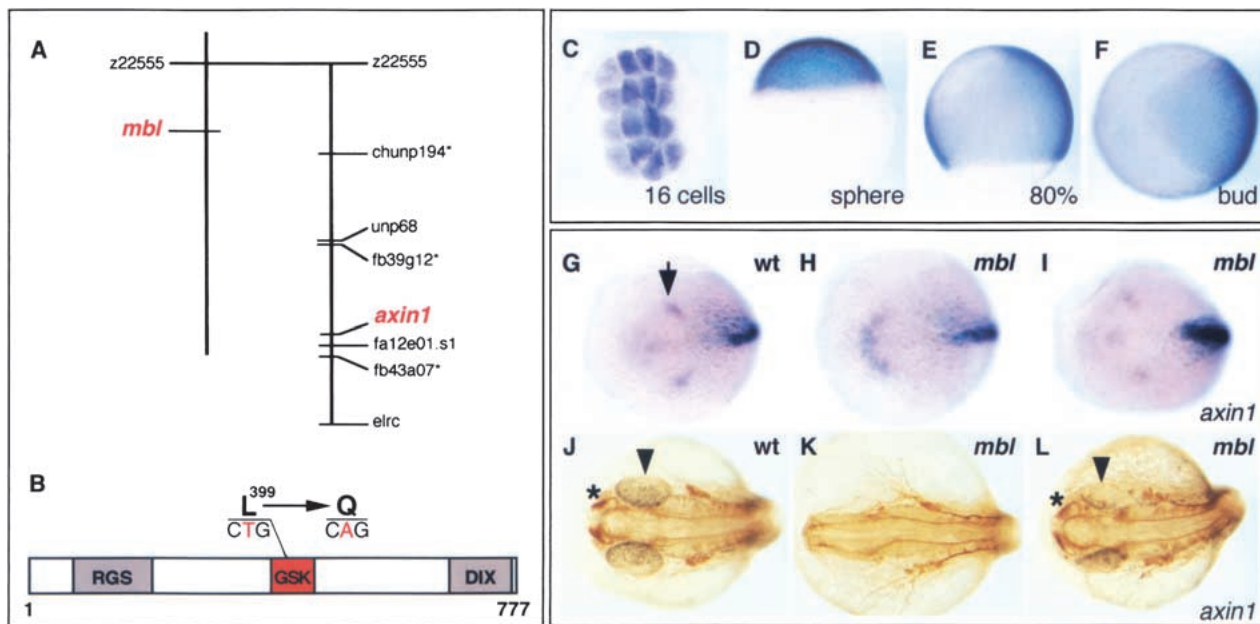 A
z22555
z22555
mbl
chunp194*
unp68
fb39g12*
axin1
fa12e01.s1
fb43a07*
elrc
B
L399
Q
CTG
CAG
RGS
GSK
DIX
1
777
C
16 cells
D
sphere
E
80%
F
bud
G
wt
H
mbl
I
mbl
axin1
J
wt
*
K
mbl
L
mbl
*
axin1